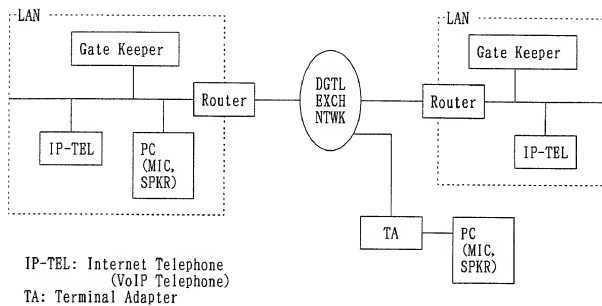 LAN
Gate Keeper
Router
IP-TEL
PC
(MIC,
SPKR)
DGTL
EXCH
NTWK
LAN
Gate Keeper
Router
IP-TEL
TA
PC
(MIC,
SPKR)
IP-TEL: Internet Telephone
(VoIP Telephone)
TA: Terminal Adapter